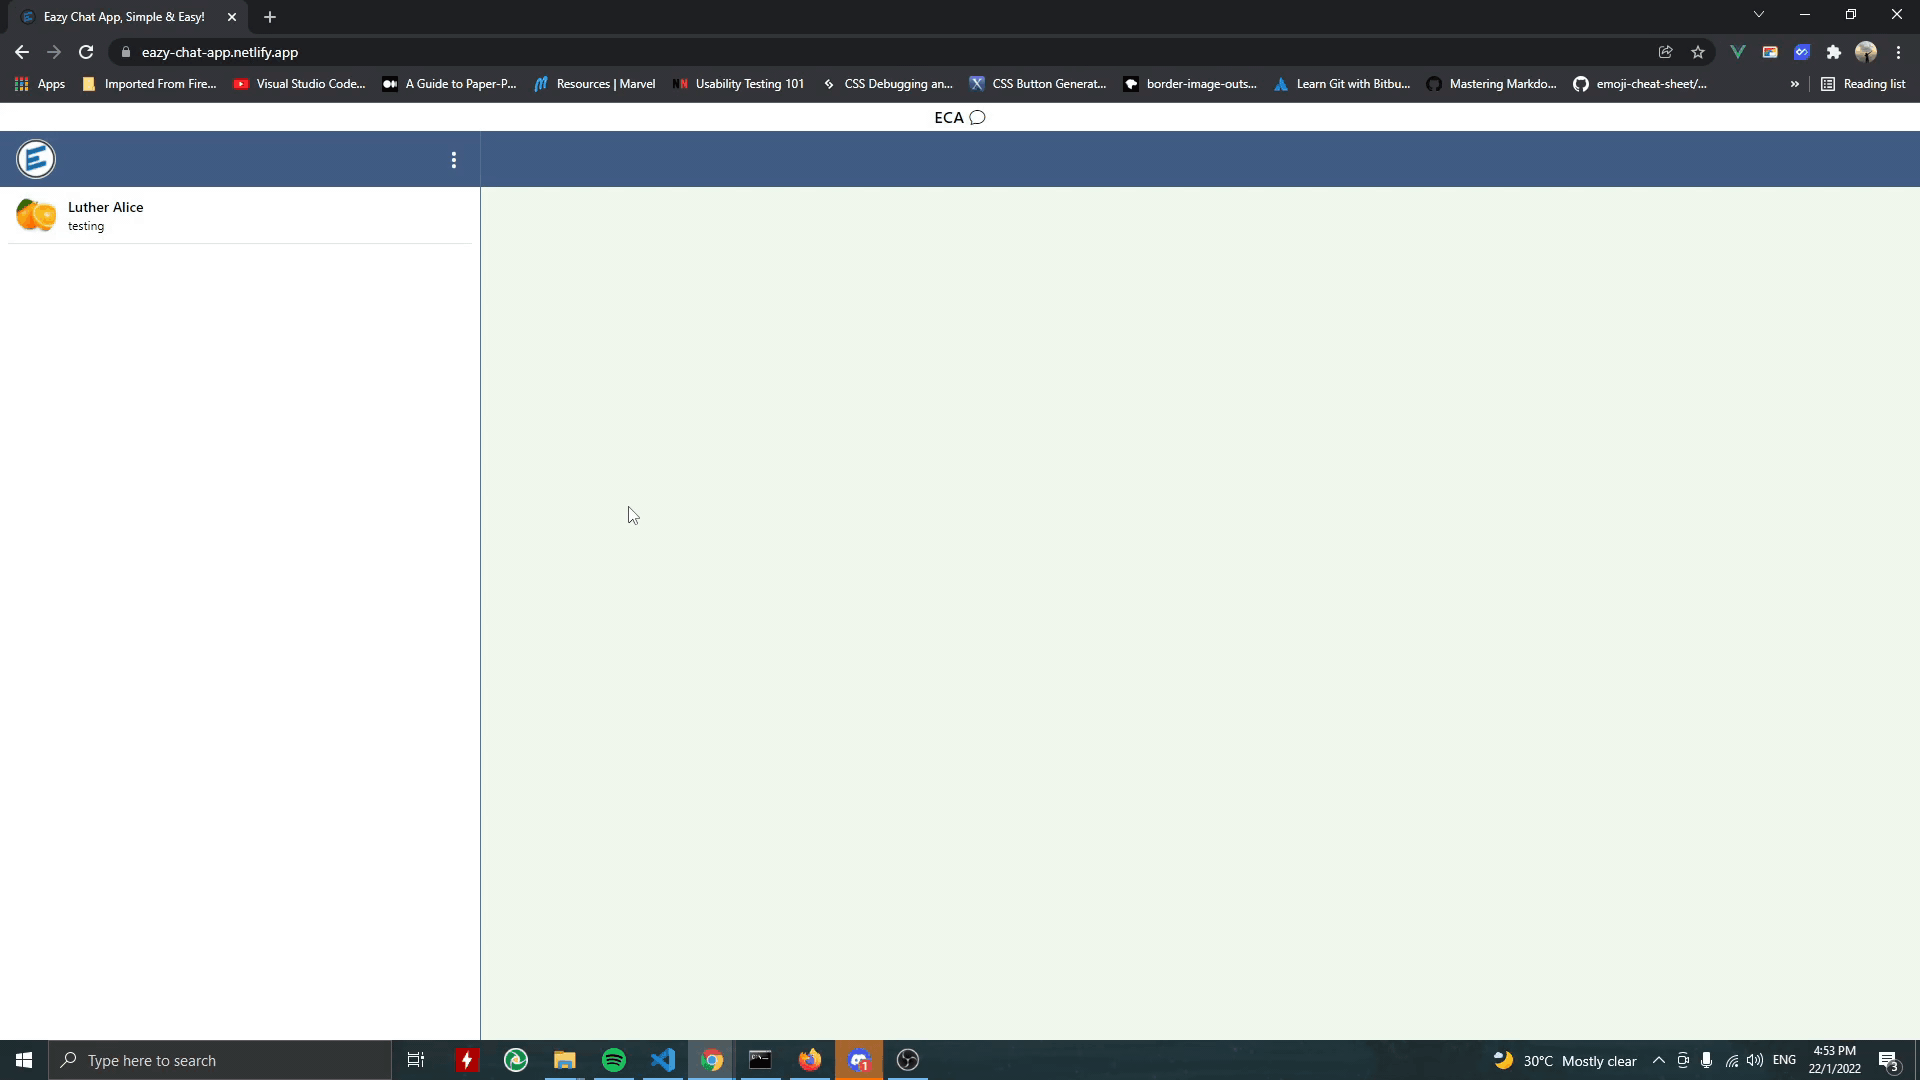 Eazy Chat App, Simple & Easy!
eazy-chat-app.netlify.app
Apps Imported From Fire... Visual Studio Code... A Guide to Paper-P... Resources | Marvel NN Usability Testing 101 CSS Debugging an... X CSS Button Generat... border-image-outs... Learn Git with Bitbu... Mastering Markdo... emoji-cheat-sheet/... » Reading list
ECA
E
Luther Alice
testing
Type here to search 1 30°C Mostly clear ENG 4:53 PM 3
22/1/2022